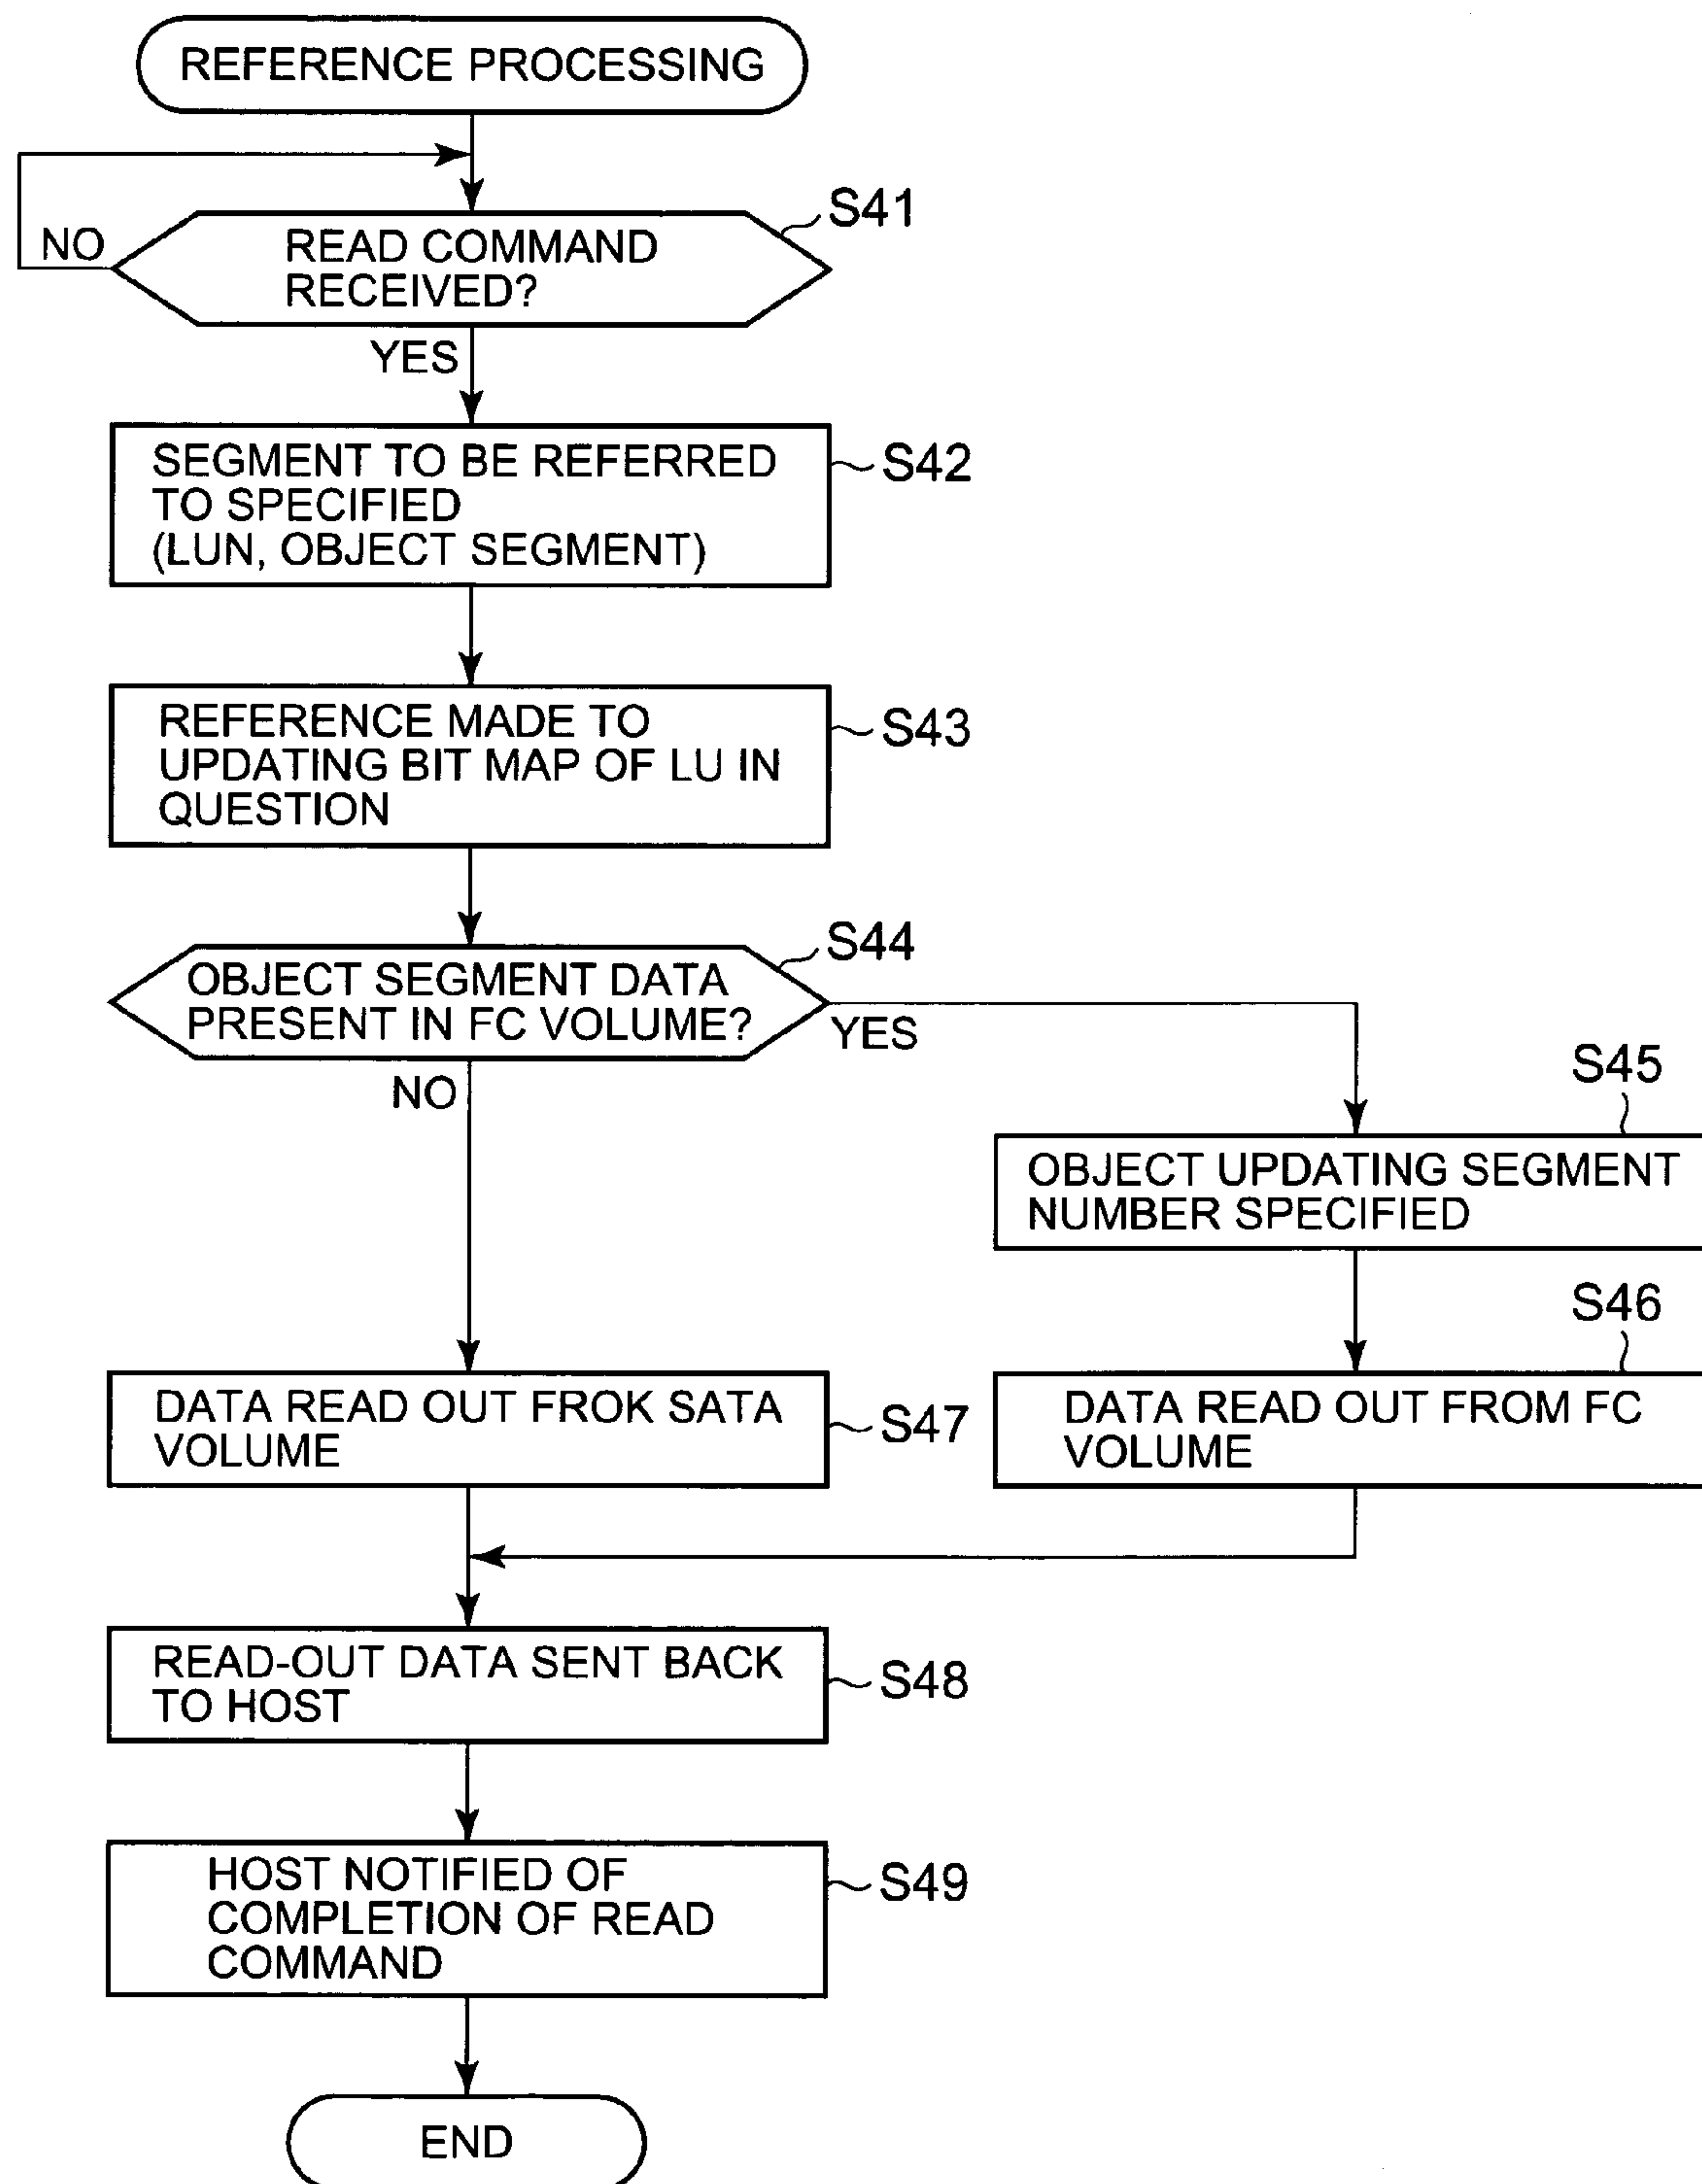 REFERENCE PROCESSING
S41
NO
READ COMMAND
RECEIVED?
YES
SEGMENT TO BE REFERRED
TO SPECIFIED
(LUN, OBJECT SEGMENT)
S42
REFERENCE MADE TO
UPDATING BIT MAP OF LU IN
QUESTION
S43
S44
OBJECT SEGMENT DATA
PRESENT IN FC VOLUME?
YES
NO
S45
OBJECT UPDATING SEGMENT
NUMBER SPECIFIED
S46
DATA READ OUT FROK SATA
VOLUME
S47
DATA READ OUT FROM FC
VOLUME
READ-OUT DATA SENT BACK
TO HOST
S48
HOST NOTIFIED OF
COMPLETION OF READ
COMMAND
S49
END